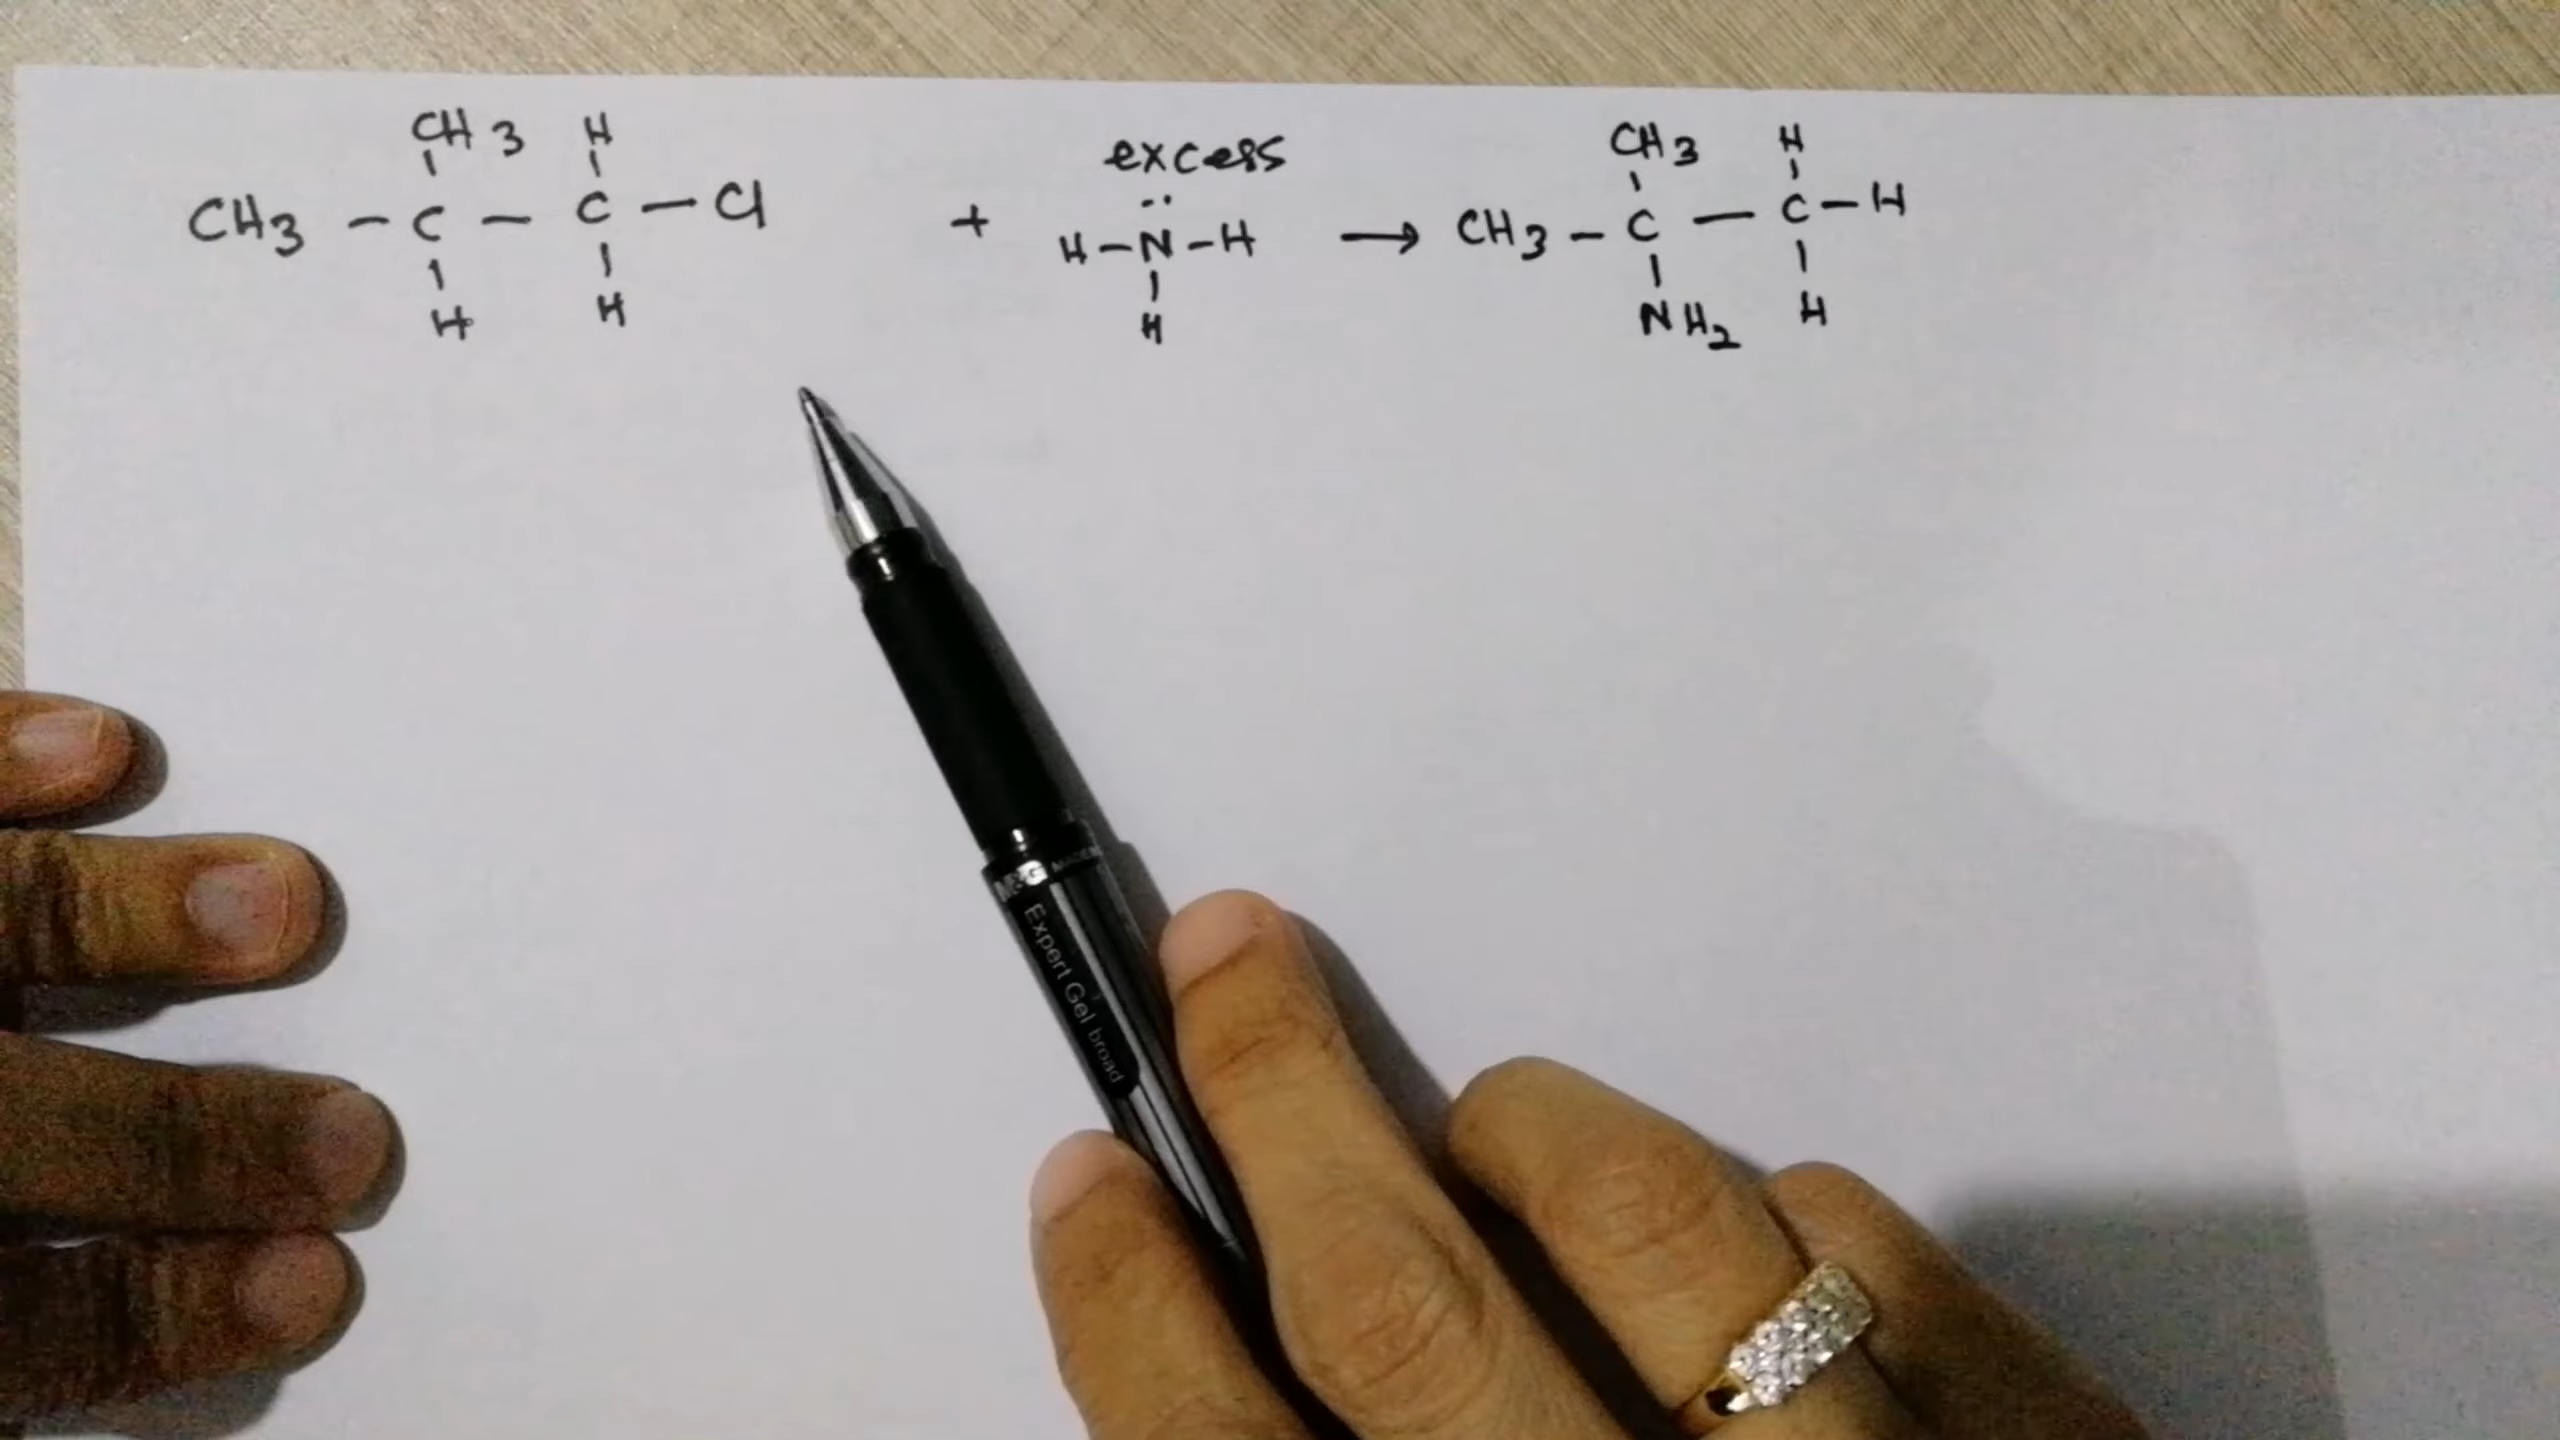 CH3 H
CH3 - C - C - Cl
H H
+
excess
H-N-H
H
→
CH3 H
CH3 - C - C - H
NH2 H
M&G
Expert Gel broad